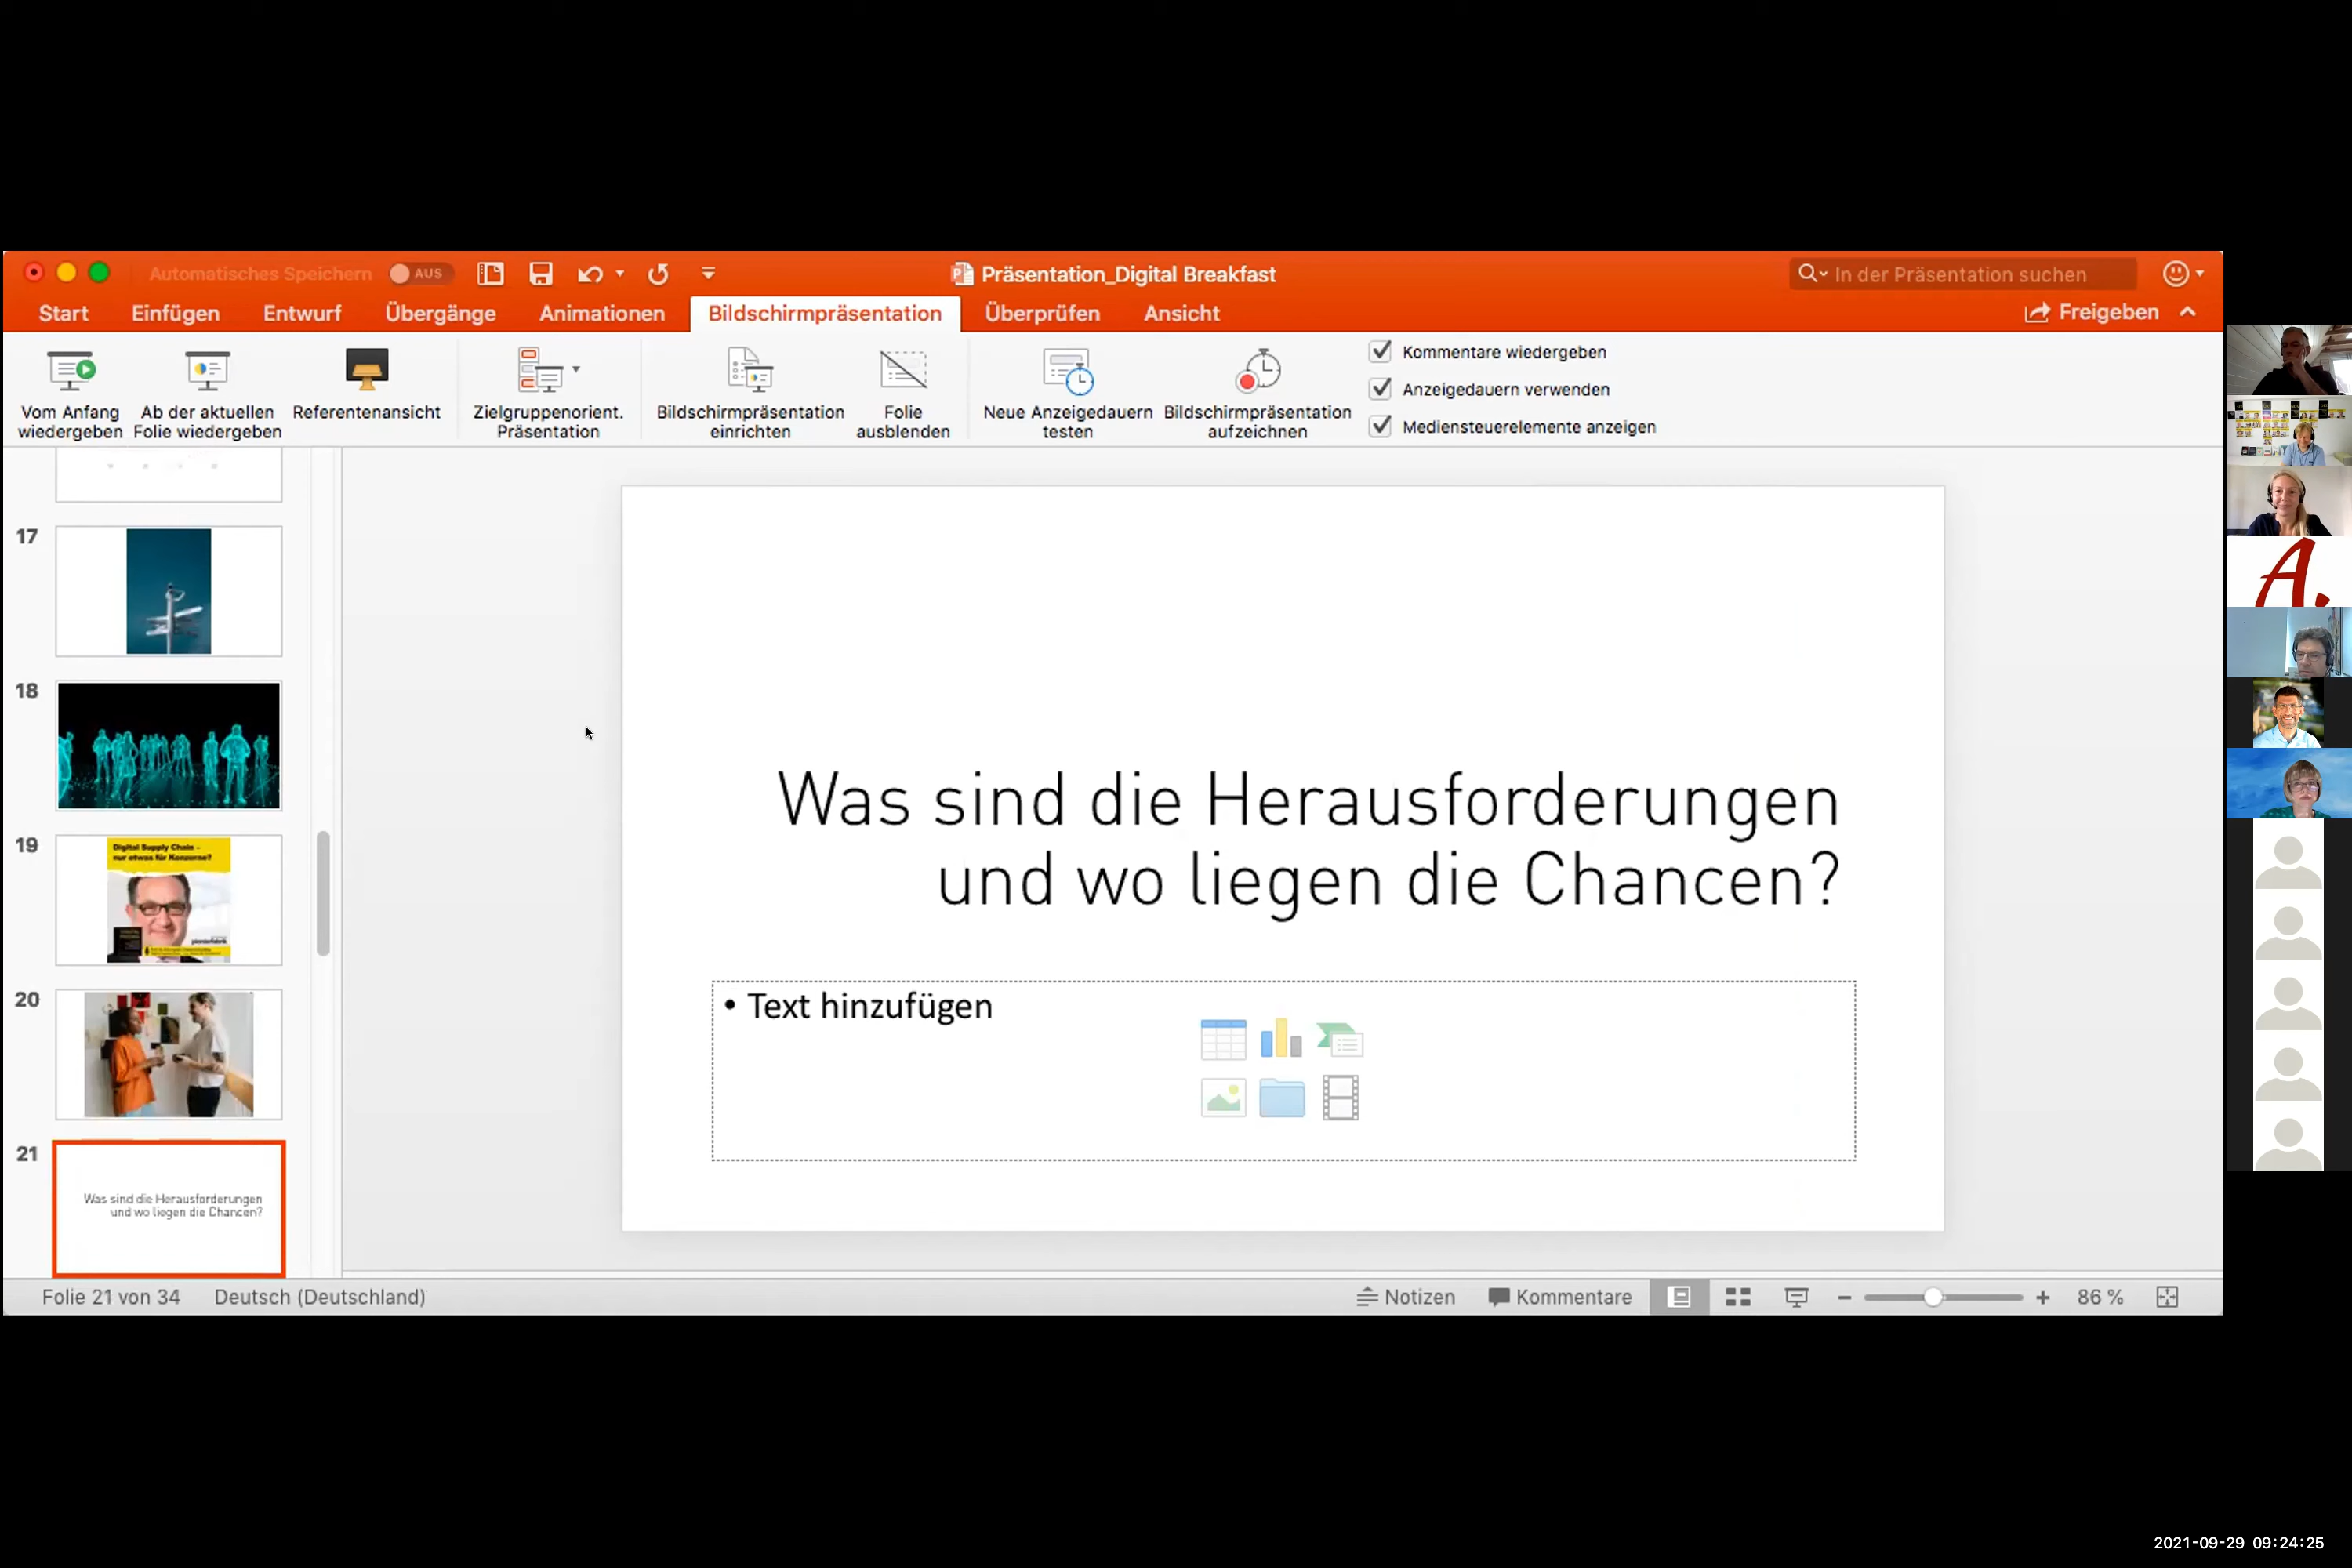 Automatisches Speichern AUS
Präsentation_Digital Breakfast
In der Präsentation suchen
Start Einfügen Entwurf Übergänge Animationen Bildschirmpräsentation Überprüfen Ansicht
Freigeben
Vom Anfang wiedergeben
Ab der aktuellen Folie wiedergeben
Referentenansicht
Zielgruppenorient. Präsentation
Bildschirmpräsentation einrichten
Folie ausblenden
Neue Anzeigedauern testen
Bildschirmpräsentation aufzeichnen
Kommentare wiedergeben
Anzeigedauern verwenden
Mediensteuerelemente anzeigen
17
18
19
Digital Supply Chain –
nur etwas für Konzerne?
pionierfabrik
20
21
Was sind die Herausforderungen
und wo liegen die Chancen?
Was sind die Herausforderungen
und wo liegen die Chancen?
• Text hinzufügen
A.
Folie 21 von 34 Deutsch (Deutschland)
Notizen Kommentare
86 %
2021-09-29 09:24:25